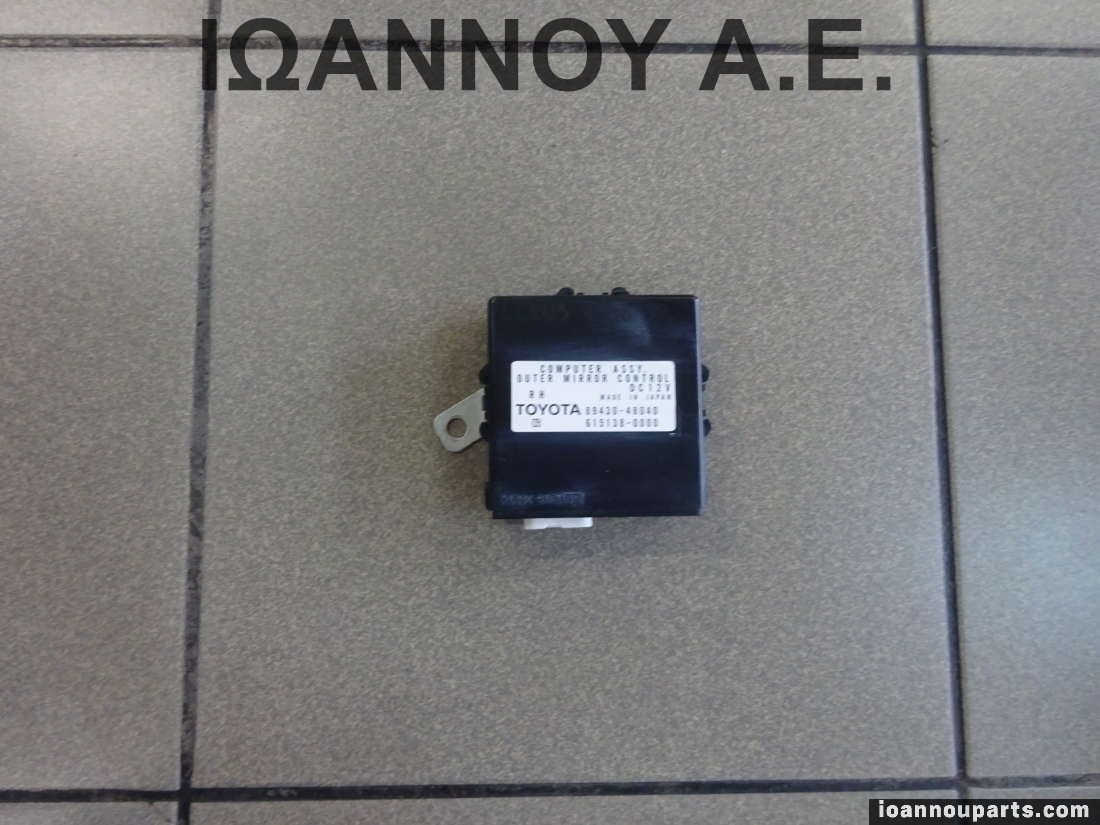 ΙΩΑΝΝΟΥ Α.Ε.
COMPUTER ASSY,
OUTER MIRROR CONTROL
DC12V
RH MADE IN JAPAN
TOYOTA 89430-48040
615138-0000
ioannouparts.com